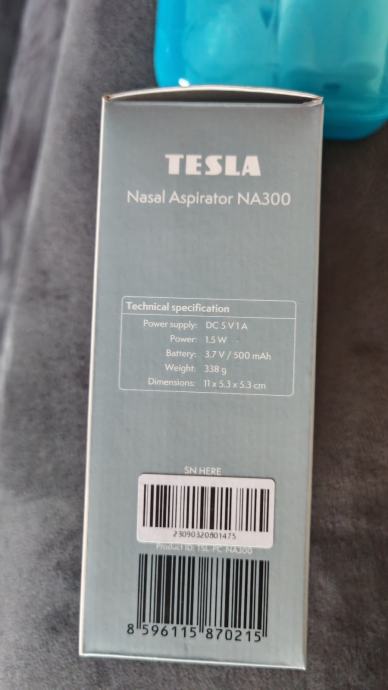 TESLA
Nasal Aspirator NA300
Technical specification
Power supply: DC 5 V 1 A
Power: 1.5 W
Battery: 3.7 V / 500 mAh
Weight: 338 g
Dimensions: 11 x 5.3 x 5.3 cm
SN HERE
23090320801475
Product ID: TSL-PC-NA300
8 596115 870215